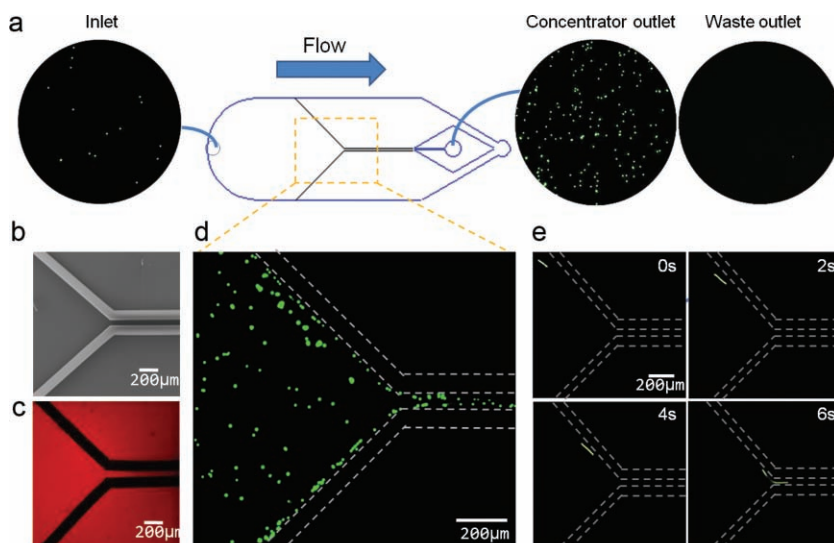 a
Inlet
Flow
Concentrator outlet
Waste outlet
b
200μm
c
200μm
d
200μm
e
0s
200μm
2s
4s
6s